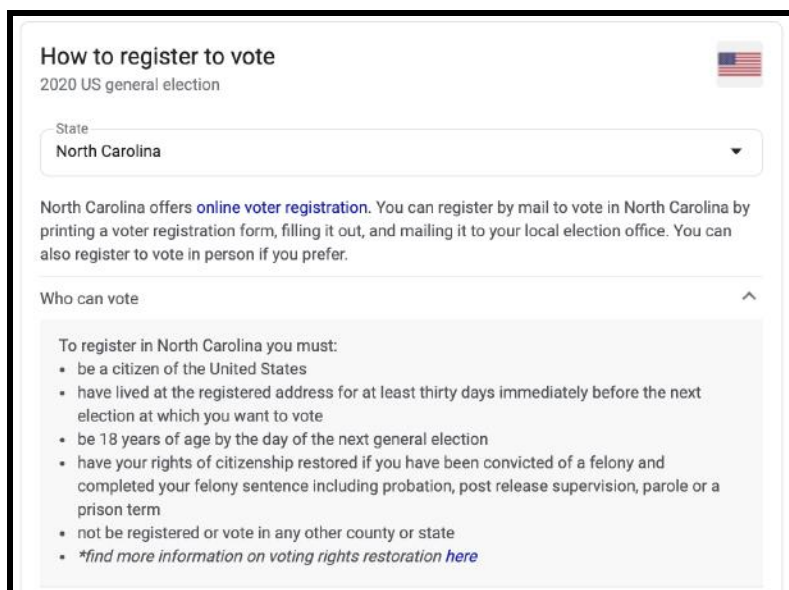 How to register to vote
2020 US general election
State
North Carolina
North Carolina offers online voter registration. You can register by mail to vote in North Carolina by
printing a voter registration form, filling it out, and mailing it to your local election office. You can
also register to vote in person if you prefer.
Who can vote
To register in North Carolina you must:
• be a citizen of the United States
• have lived at the registered address for at least thirty days immediately before the next
election at which you want to vote
• be 18 years of age by the day of the next general election
• have your rights of citizenship restored if you have been convicted of a felony and
completed your felony sentence including probation, post release supervision, parole or a
prison term
• not be registered or vote in any other county or state
• *find more information on voting rights restoration here